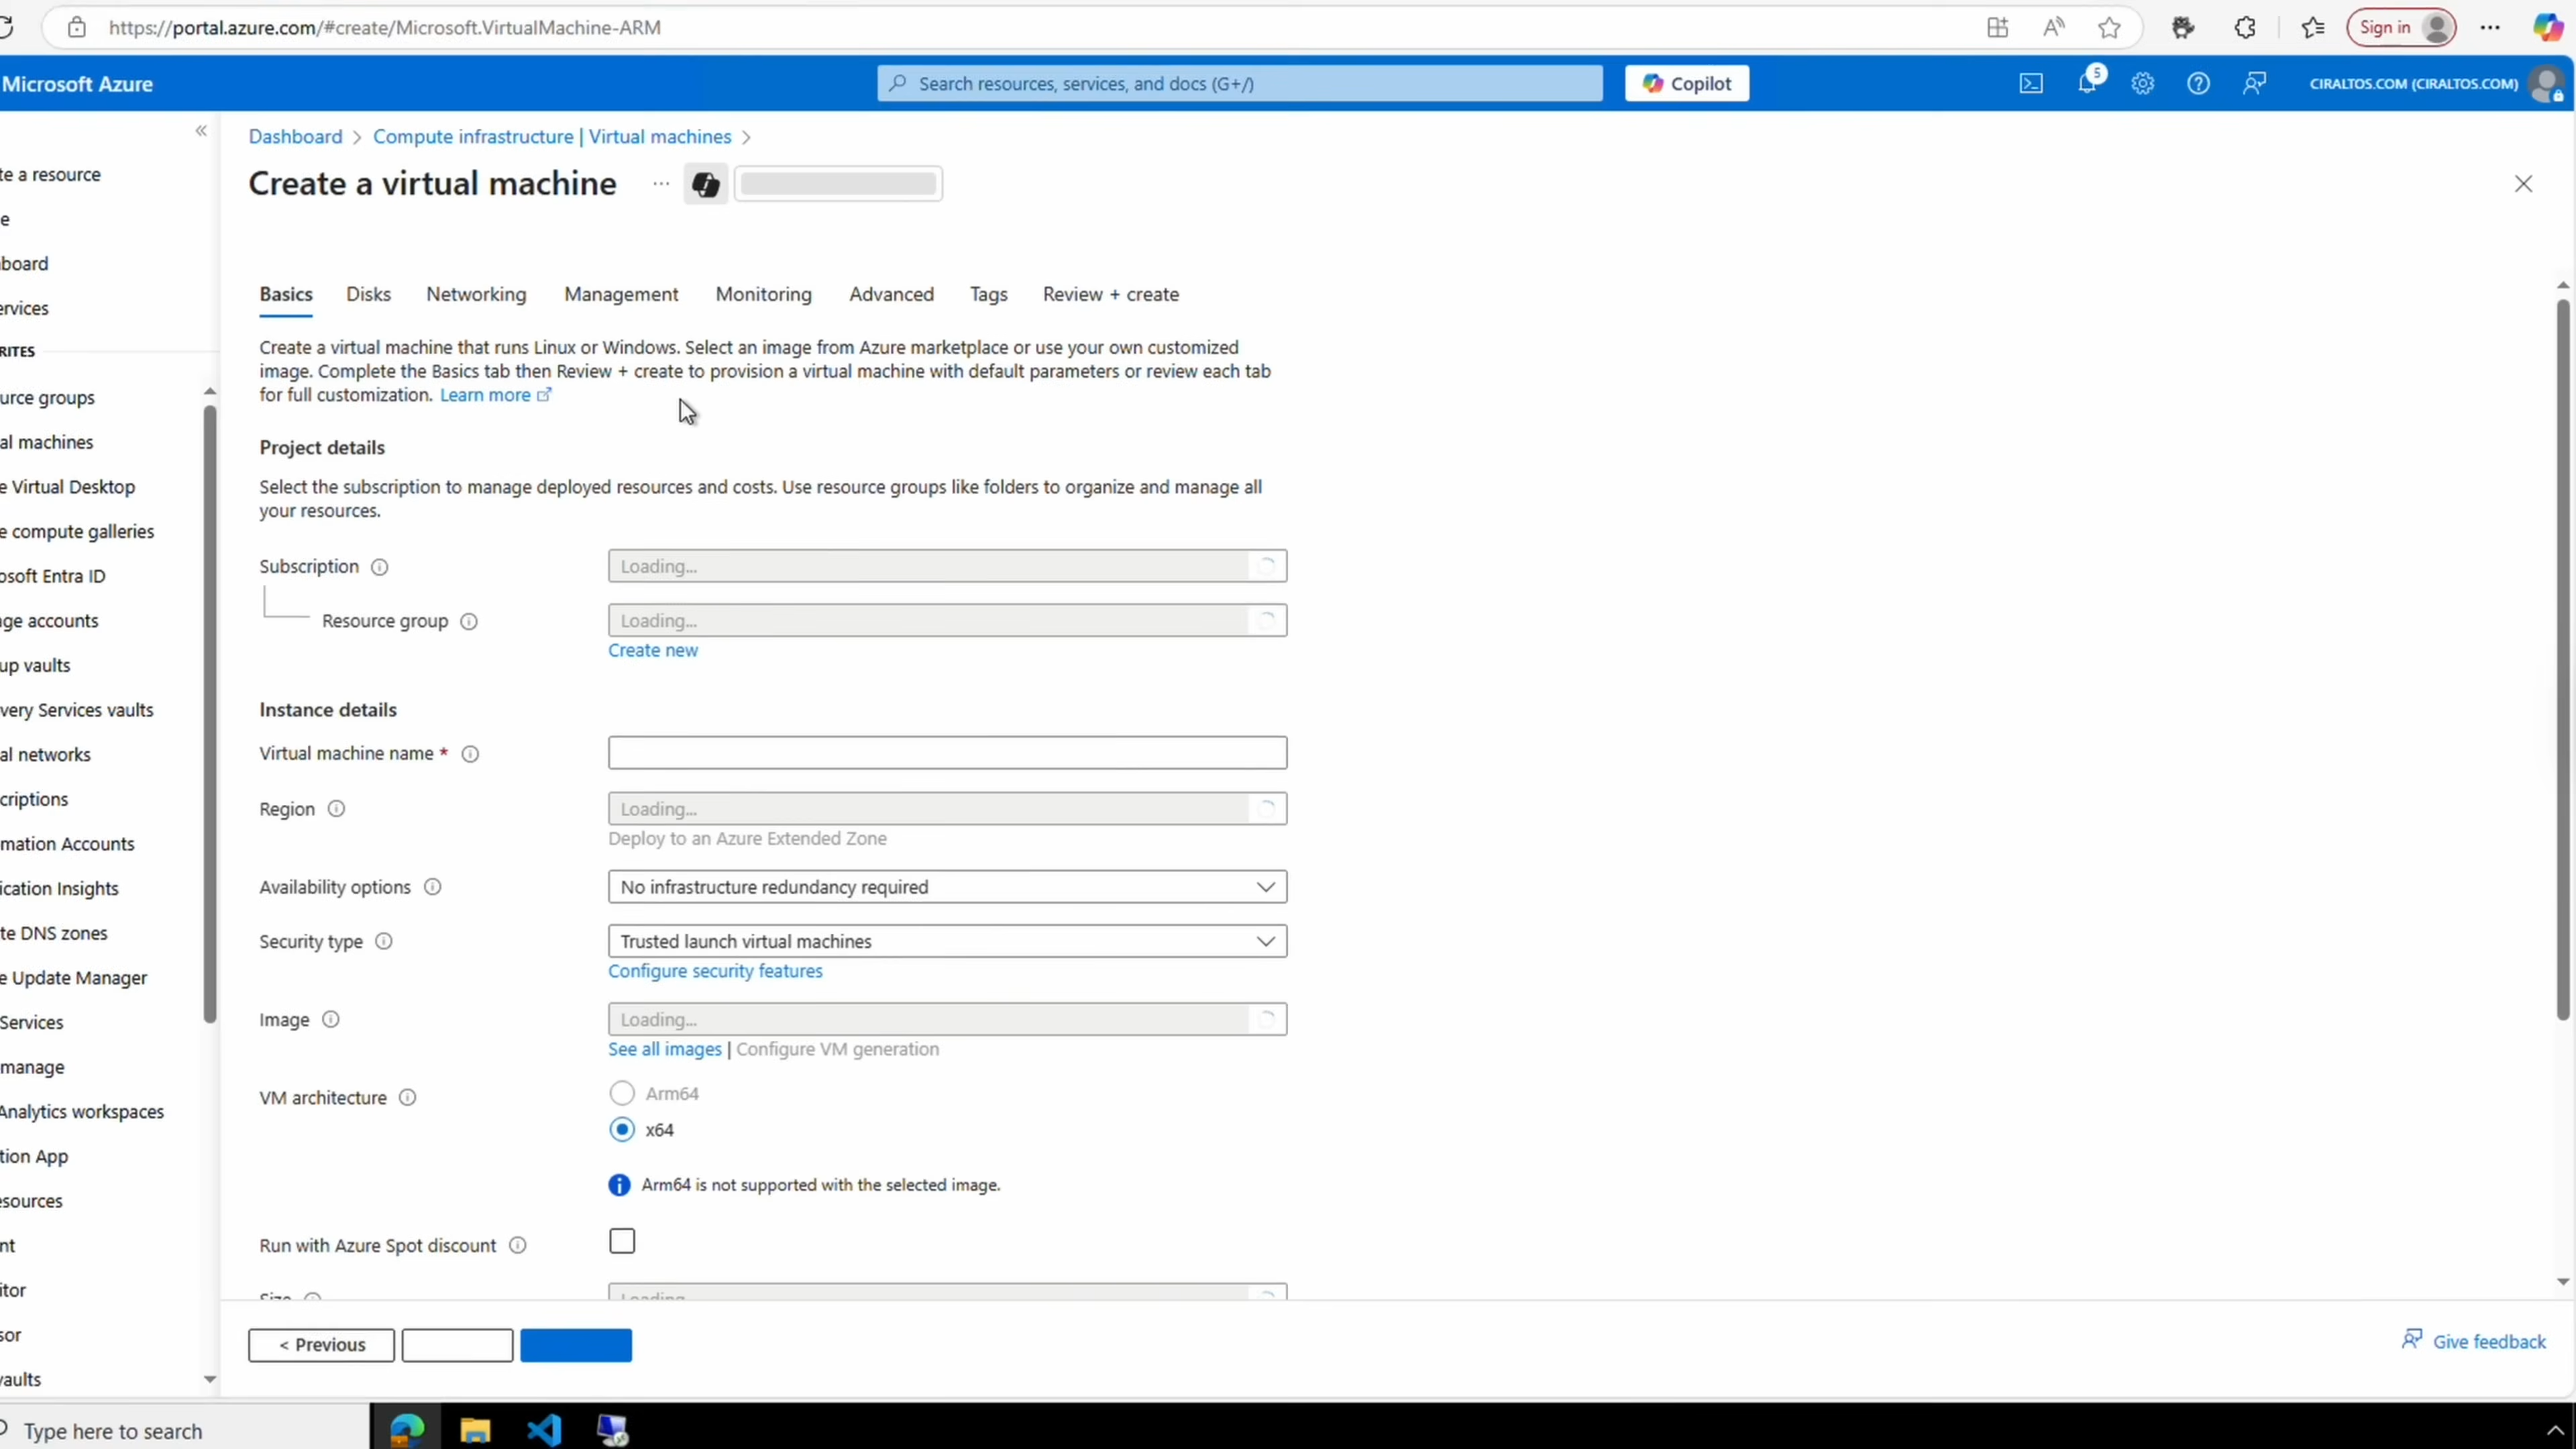 https://portal.azure.com/#create/Microsoft.VirtualMachine-ARM
Sign in
Microsoft Azure
Search resources, services, and docs (G+/)
Copilot
5
CIRALTOS.COM (CIRALTOS.COM)
te a resource
e
board
ervices
RITES
urce groups
al machines
e Virtual Desktop
e compute galleries
osoft Entra ID
ge accounts
up vaults
very Services vaults
al networks
criptions
mation Accounts
ication Insights
te DNS zones
e Update Manager
Services
manage
Analytics workspaces
tion App
esources
nt
itor
sor
vaults
Dashboard > Compute infrastructure | Virtual machines >
Create a virtual machine ...
Basics Disks Networking Management Monitoring Advanced Tags Review + create
Create a virtual machine that runs Linux or Windows. Select an image from Azure marketplace or use your own customized
image. Complete the Basics tab then Review + create to provision a virtual machine with default parameters or review each tab
for full customization. Learn more
Project details
Select the subscription to manage deployed resources and costs. Use resource groups like folders to organize and manage all
your resources.
Subscription
Loading...
Resource group
Loading...
Create new
Instance details
Virtual machine name *
Region
Loading...
Deploy to an Azure Extended Zone
Availability options
No infrastructure redundancy required
Security type
Trusted launch virtual machines
Configure security features
Image
Loading...
See all images | Configure VM generation
VM architecture
Arm64
x64
Arm64 is not supported with the selected image.
Run with Azure Spot discount
Size
Loading...
< Previous
Give feedback
Type here to search